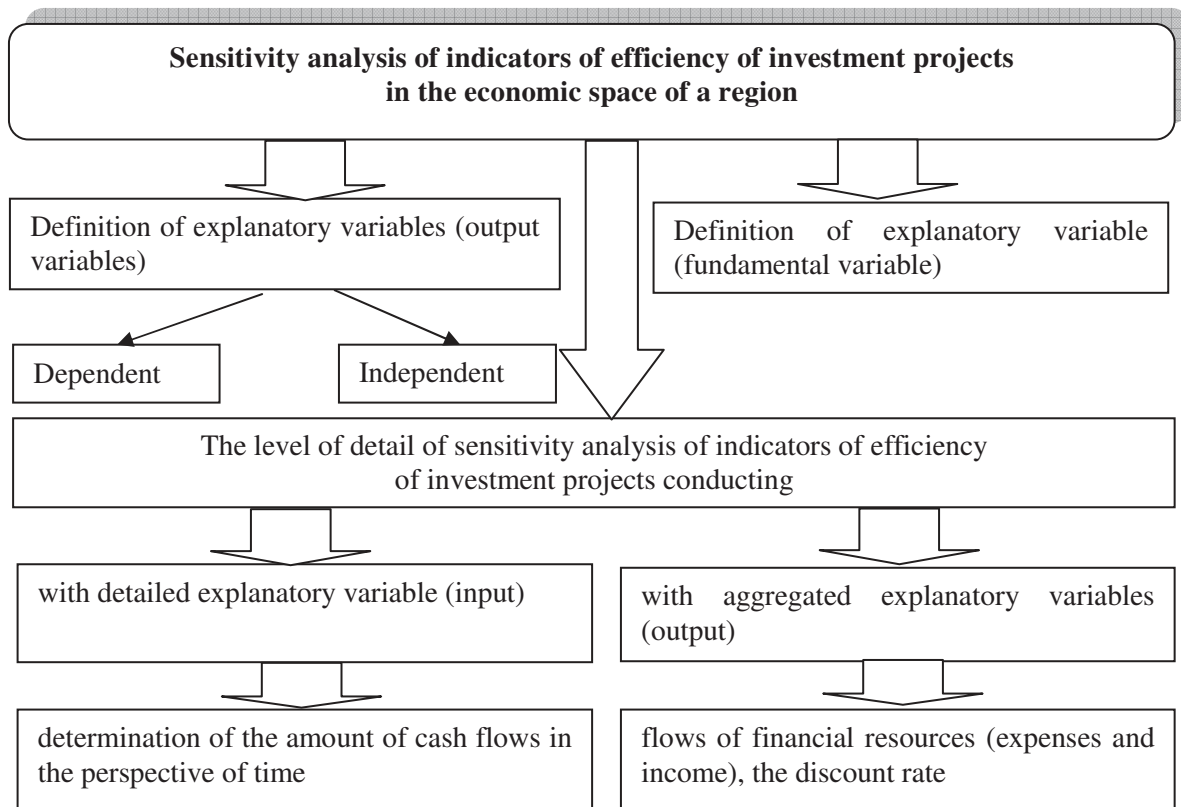 Sensitivity analysis of indicators of efficiency of investment projects
in the economic space of a region
Definition of explanatory variables (output
variables)
Definition of explanatory variable
(fundamental variable)
Dependent
Independent
The level of detail of sensitivity analysis of indicators of efficiency
of investment projects conducting
with detailed explanatory variable (input)
with aggregated explanatory variables
(output)
determination of the amount of cash flows in
the perspective of time
flows of financial resources (expenses and
income), the discount rate